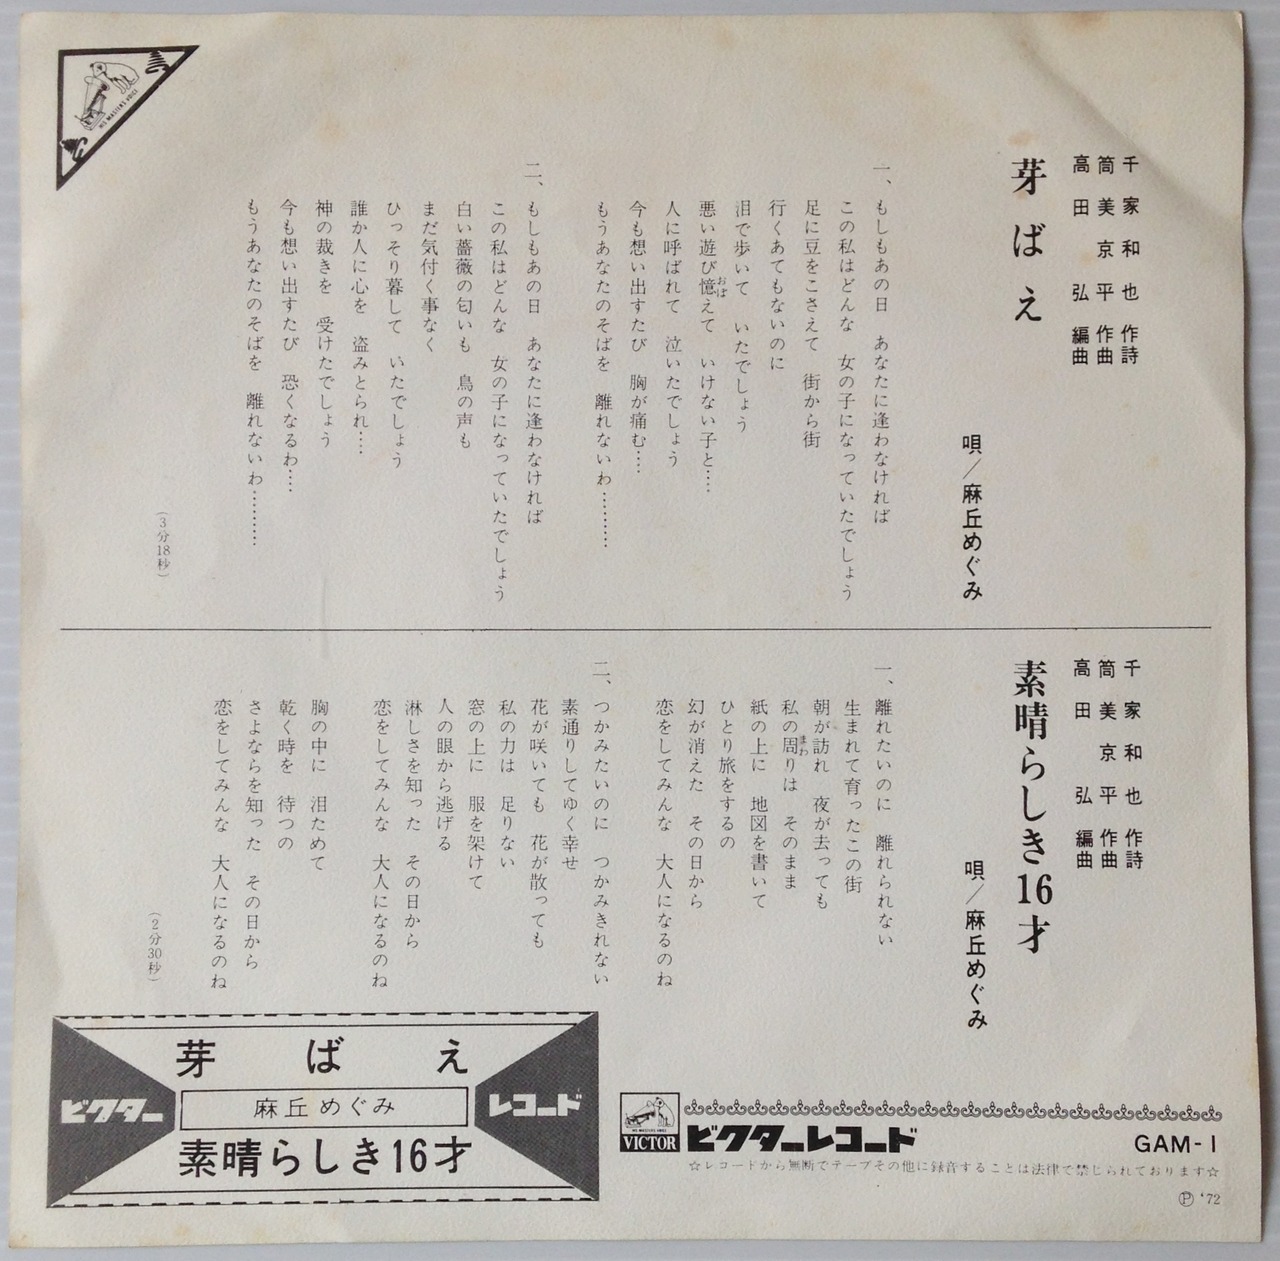 HIS MASTER'S VOICE
千家和也 作詩
筒美京平 作曲
高田弘 編曲
芽ばえ
唄/麻丘めぐみ
一、もしもあの日 あなたに逢わなければ
この私はどんな 女の子になっていたでしょう
足に豆をこさえて 街から街
行くあてもないのに
泪で歩いて いたでしょう
悪い遊び憶えて いけない子と‥‥
おぼ
人に呼ばれて 泣いたでしょう
今も想い出すたび 胸が痛む‥‥
もうあなたのそばを 離れないわ‥‥‥‥‥
二、もしもあの日 あなたに逢わなければ
この私はどんな 女の子になっていたでしょう
白い薔薇の匂いも 鳥の声も
まだ気付く事なく
ひっそり暮して いたでしょう
誰か人に心を 盗みとられ‥‥
神の裁きを 受けたでしょう
今も想い出すたび 恐くなるわ‥‥
もうあなたのそばを 離れないわ‥‥‥‥‥
(3分18秒)
千家和也 作詩
筒美京平 作曲
高田弘 編曲
素晴らしき16才
唄/麻丘めぐみ
一、離れたいのに 離れられない
生まれて育ったこの街
朝が訪れ 夜が去っても
私の周りは そのまま
まわ
紙の上に 地図を書いて
ひとり旅をするの
幻が消えた その日から
恋をしてみんな 大人になるのね
二、つかみたいのに つかみきれない
素通りしてゆく幸せ
花が咲いても 花が散っても
私の力は 足りない
窓の上に 服を架けて
人の眼から逃げる
淋しさを知った その日から
恋をしてみんな 大人になるのね
胸の中に 泪ためて
乾く時を 待つの
さよならを知った その日から
恋をしてみんな 大人になるのね
(2分30秒)
芽ばえ
ビクター 麻丘めぐみ レコード
素晴らしき16才
HIS MASTERS VOICE
VICTOR
ビクターレコード
GAM-1
☆レコードから無断でテープその他に録音することは法律で禁じられております☆
Ⓟ '72